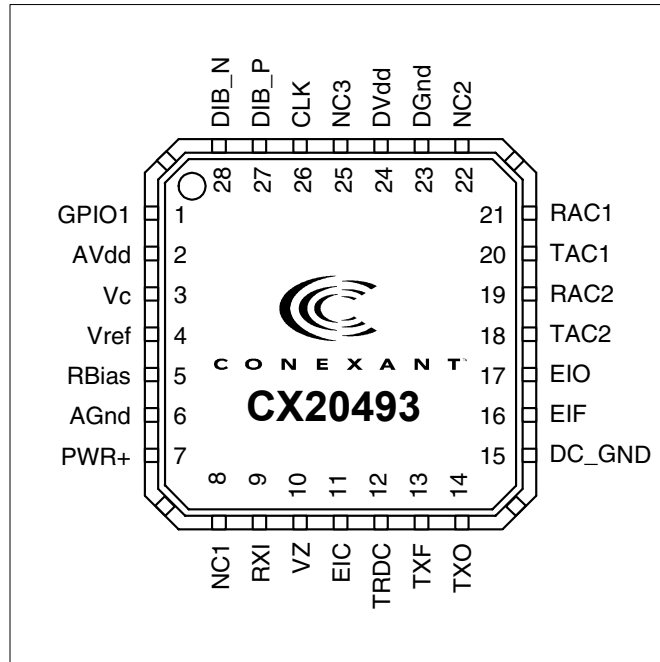 DIB_N
DIB_P
CLK
NC3
DVdd
DGnd
NC2
28
27
26
25
24
23
22
GPIO1 1
AVdd 2
Vc 3
Vref 4
RBias 5
AGnd 6
PWR+ 7
21 RAC1
20 TAC1
19 RAC2
18 TAC2
17 EIO
16 EIF
15 DC_GND
CONEXANT
CX20493
8
9
10
11
12
13
14
NC1
RXI
VZ
EIC
TRDC
TXF
TXO